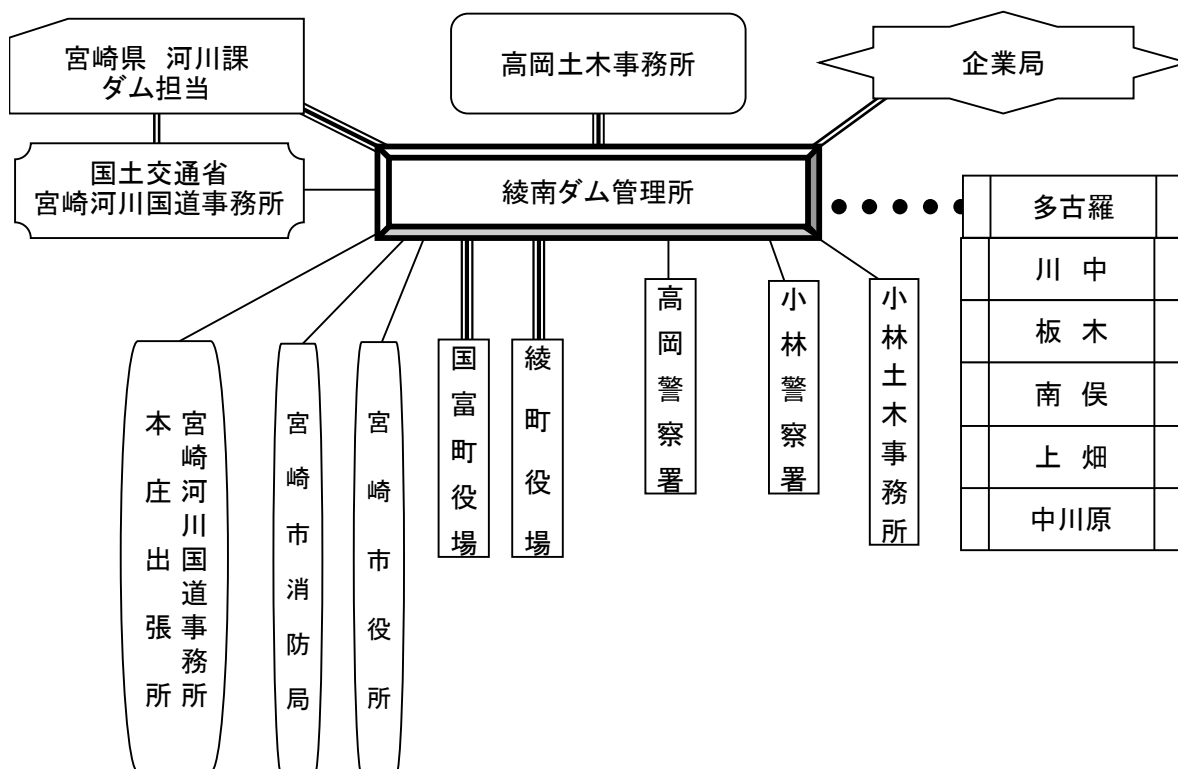 宮崎県 河川課
ダム担当
高岡土木事務所
企業局
国土交通省
宮崎河川国道事務所
綾南ダム管理所
多古羅
川中
板木
南俣
上畑
中川原
宮崎河川国道事務所
本庄出張所
宮崎市消防局
宮崎市役所
国富町役場
綾町役場
高岡警察署
小林警察署
小林土木事務所